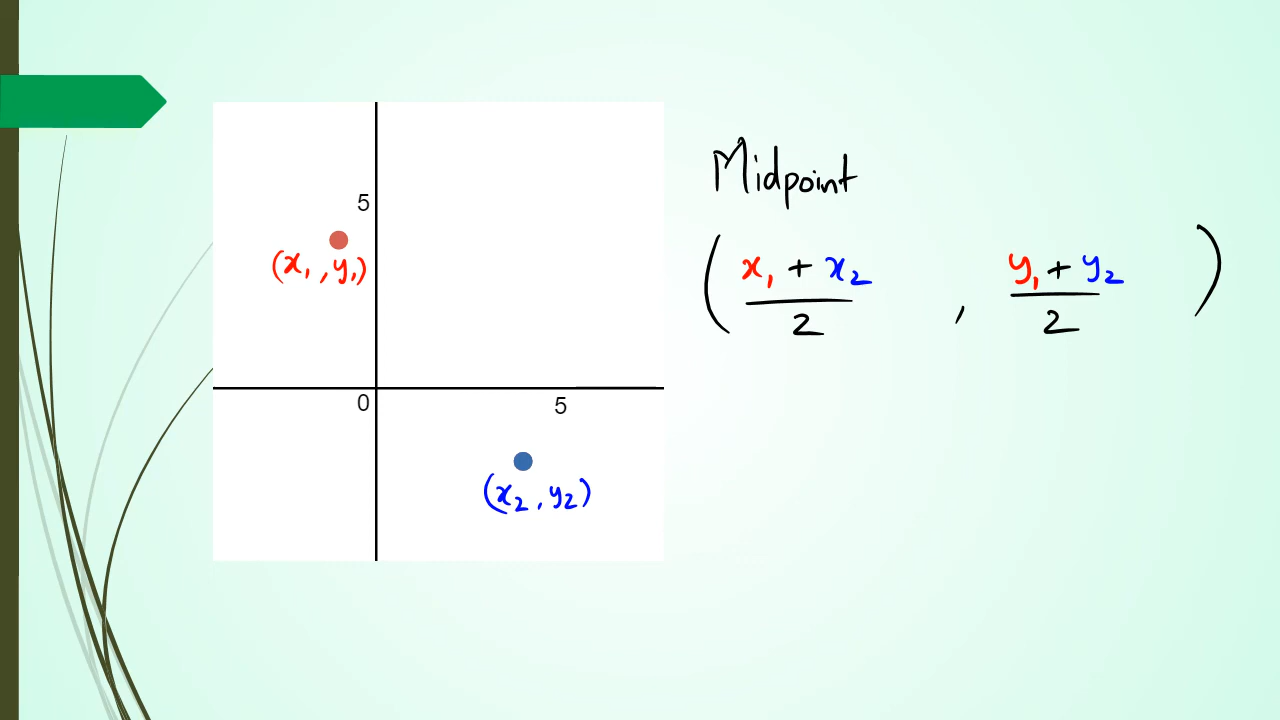 Midpoint
5
(x₁, y₁)
(x₁ + x₂ / 2 , y₁ + y₂ / 2)
0
5
(x₂, y₂)